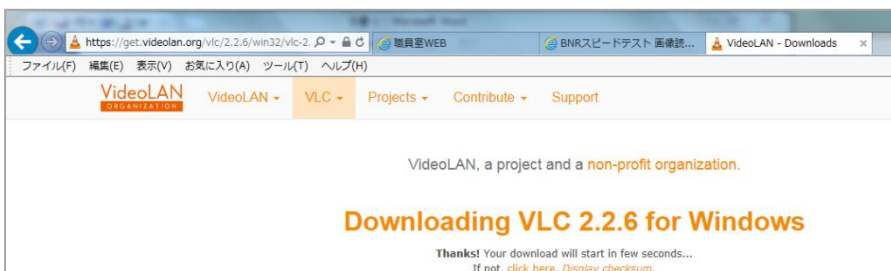 https://get.videolan.org/vlc/2.2.6/win32/vlc-2.
職員室WEB
BNRスピードテスト 画像読...
VideoLAN - Downloads
ファイル(F) 編集(E) 表示(V) お気に入り(A) ツール(T) ヘルプ(H)
VideoLAN
ORGANIZATION
VideoLAN VLC Projects Contribute Support
VideoLAN, a project and a non-profit organization.
Downloading VLC 2.2.6 for Windows
Thanks! Your download will start in few seconds...
If not, click here. Display checksum.